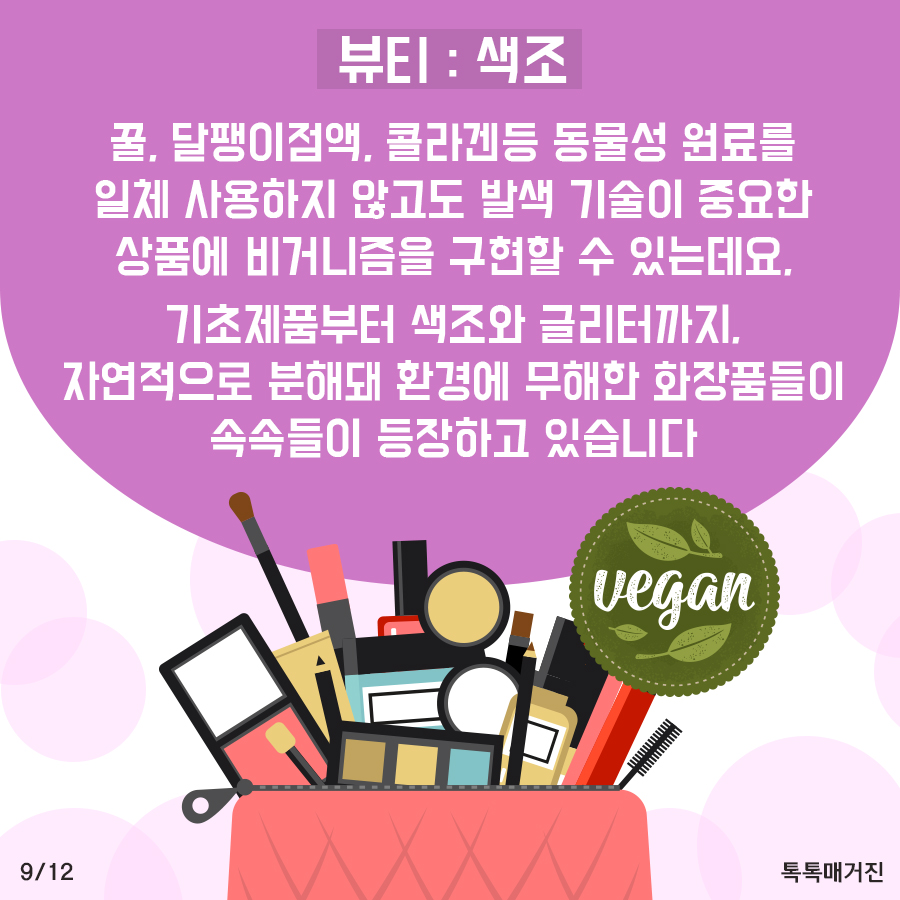 뷰티 : 색조
꿀, 달팽이점액, 콜라겐등 동물성 원료를
일체 사용하지 않고도 발색 기술이 중요한
상품에 비거니즘을 구현할 수 있는데요,
기초제품부터 색조와 글리터까지,
자연적으로 분해돼 환경에 무해한 화장품들이
속속들이 등장하고 있습니다
vegan
9/12
톡톡매거진